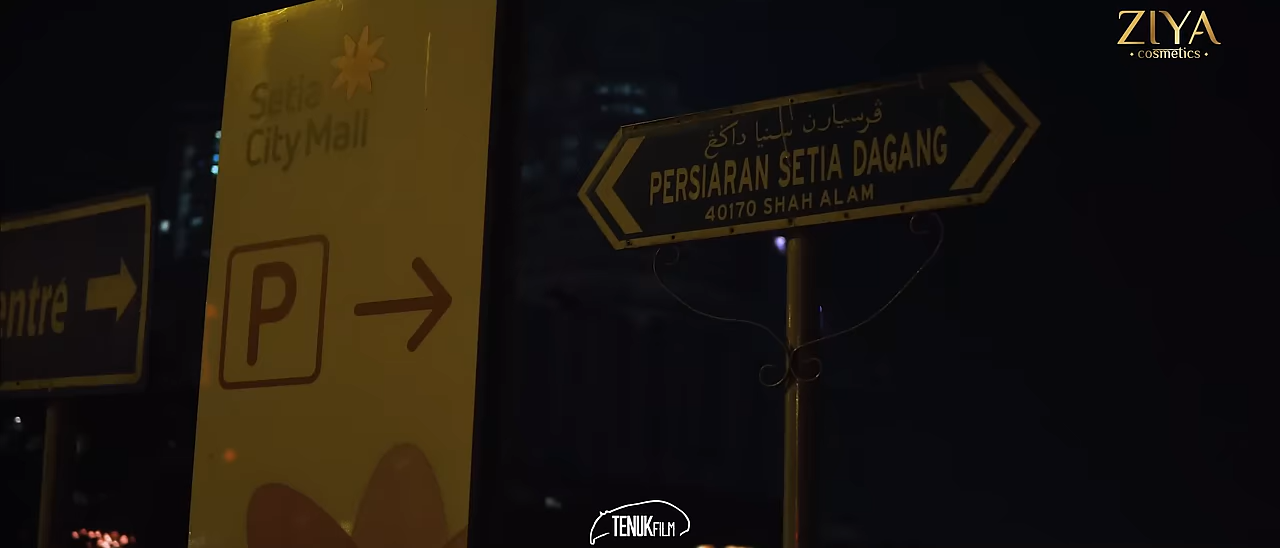 ZIYA
• cosmetics •
Setia
City Mall
P
entre
ڤرسيارن ستيا داڬڠ
PERSIARAN SETIA DAGANG
40170 SHAH ALAM
TENUKFILM